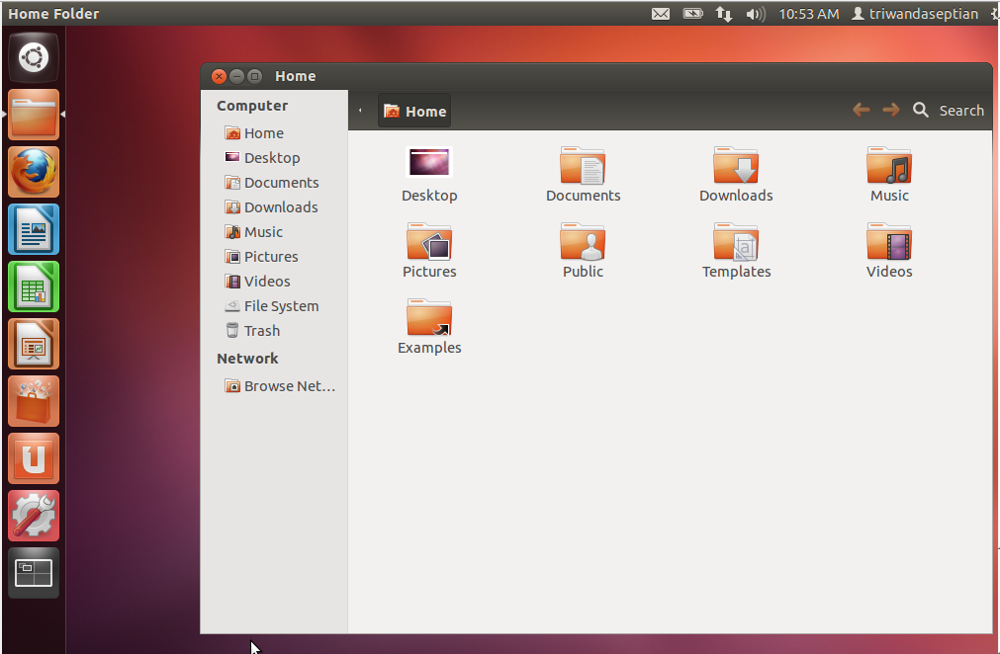 Home Folder
10:53 AM triwandaseptian
Home
Computer
Home
Desktop
Documents
Downloads
Music
Pictures
Videos
File System
Trash
Network
Browse Net...
Home
Search
Desktop Documents Downloads Music
Pictures Public Templates Videos
Examples